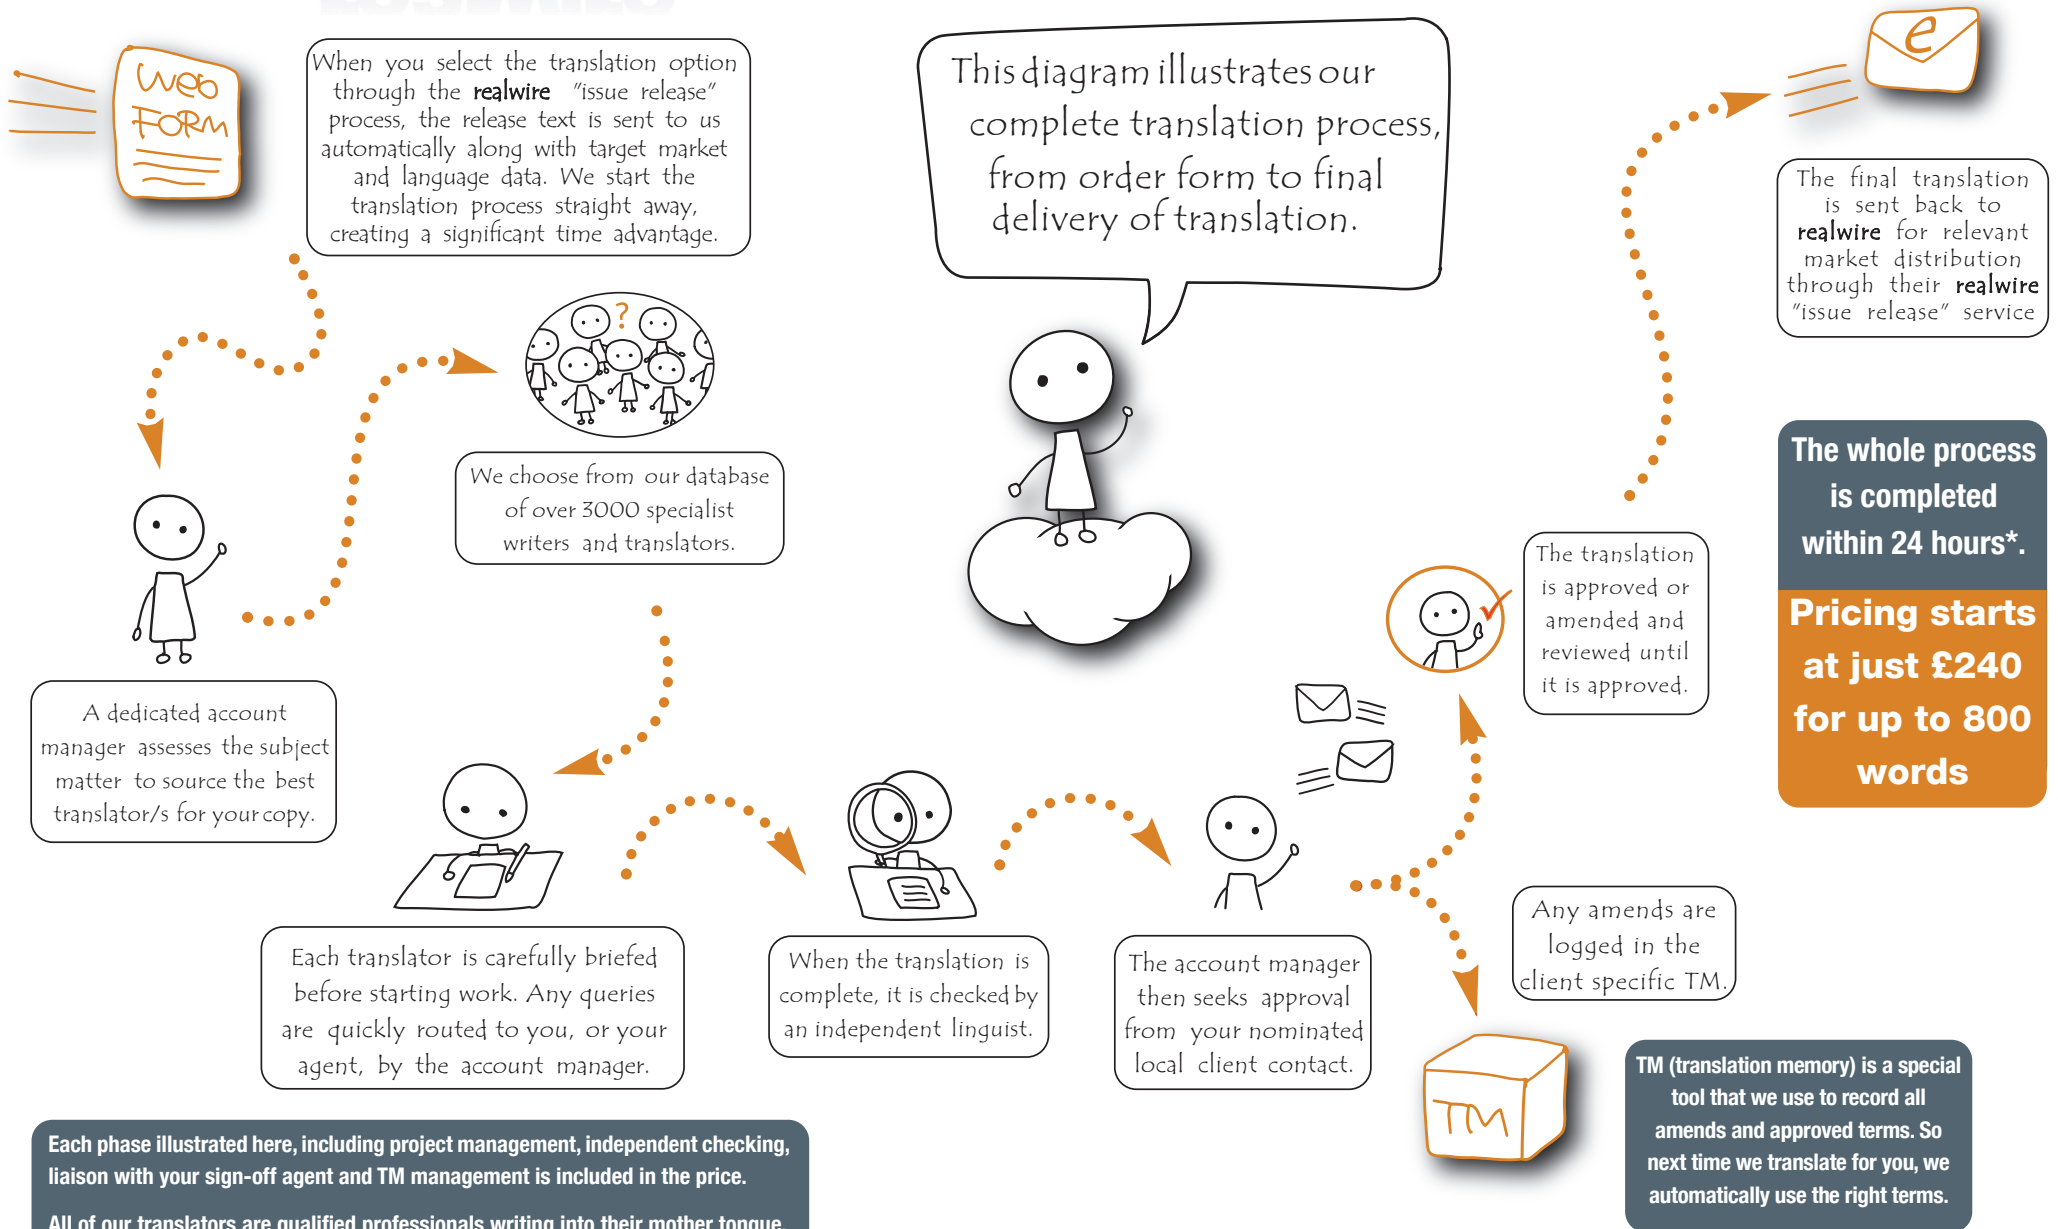 Web
FORM
When you select the translation option
through the realwire "issue release"
process, the release text is sent to us
automatically along with target market
and language data. We start the
translation process straight away,
creating a significant time advantage.
This diagram illustrates our
complete translation process,
from order form to final
delivery of translation.
e
The final translation
is sent back to
realwire for relevant
market distribution
through their realwire
"issue release" service
?
We choose from our database
of over 3000 specialist
writers and translators.
The whole process
is completed
within 24 hours*.
Pricing starts
at just £240
for up to 800
words
A dedicated account
manager assesses the subject
matter to source the best
translator/s for your copy.
The translation
is approved or
amended and
reviewed until
it is approved.
Each translator is carefully briefed
before starting work. Any queries
are quickly routed to you, or your
agent, by the account manager.
When the translation is
complete, it is checked by
an independent linguist.
The account manager
then seeks approval
from your nominated
local client contact.
Any amends are
logged in the
client specific TM.
TM
TM (translation memory) is a special
tool that we use to record all
amends and approved terms. So
next time we translate for you, we
automatically use the right terms.
Each phase illustrated here, including project management, independent checking,
liaison with your sign-off agent and TM management is included in the price.
All of our translators are qualified professionals writing into their mother tongue.